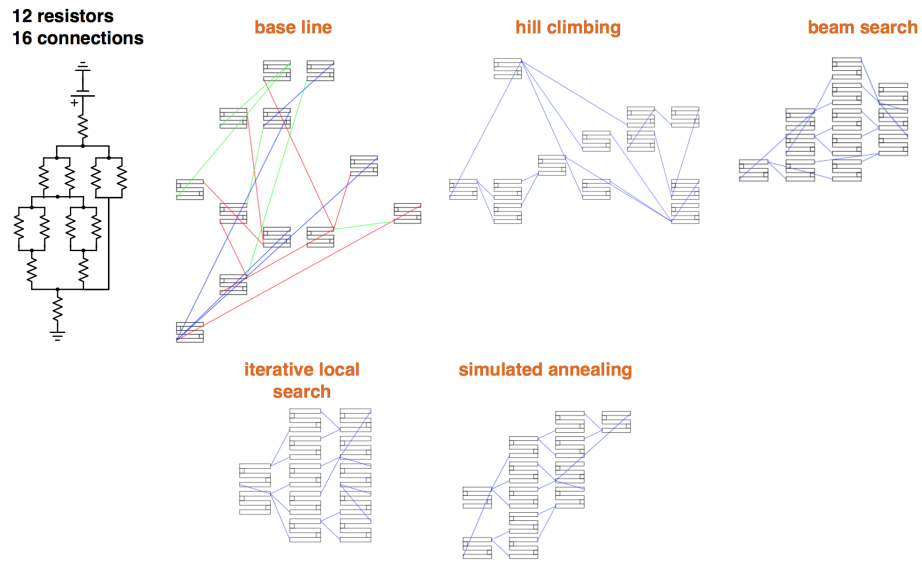 12 resistors
16 connections
base line
hill climbing
beam search
+
iterative local
search
simulated annealing